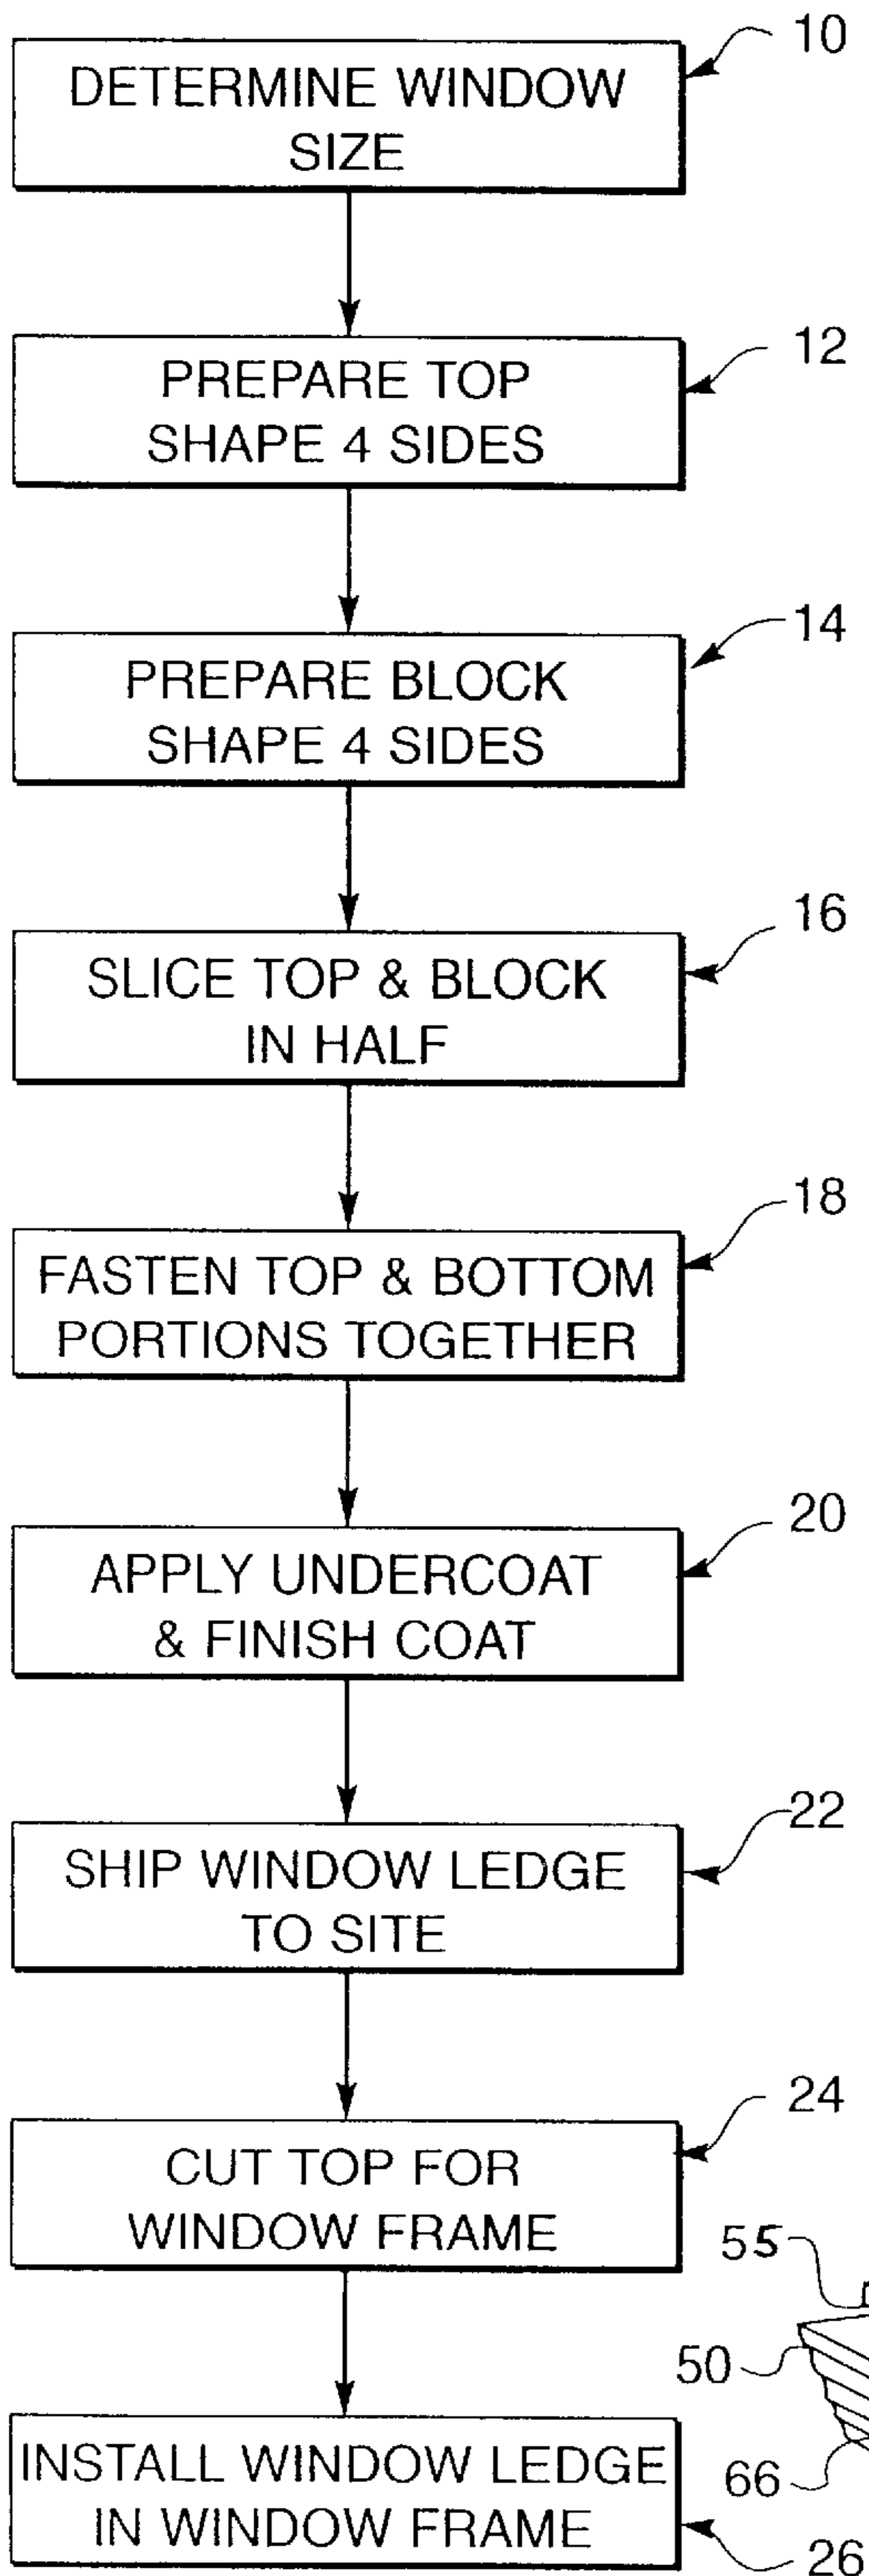 10
DETERMINE WINDOW
SIZE
12
PREPARE TOP
SHAPE 4 SIDES
14
PREPARE BLOCK
SHAPE 4 SIDES
16
SLICE TOP & BLOCK
IN HALF
18
FASTEN TOP & BOTTOM
PORTIONS TOGETHER
20
APPLY UNDERCOAT
& FINISH COAT
22
SHIP WINDOW LEDGE
TO SITE
24
CUT TOP FOR
WINDOW FRAME
55
50
66
INSTALL WINDOW LEDGE
IN WINDOW FRAME
26